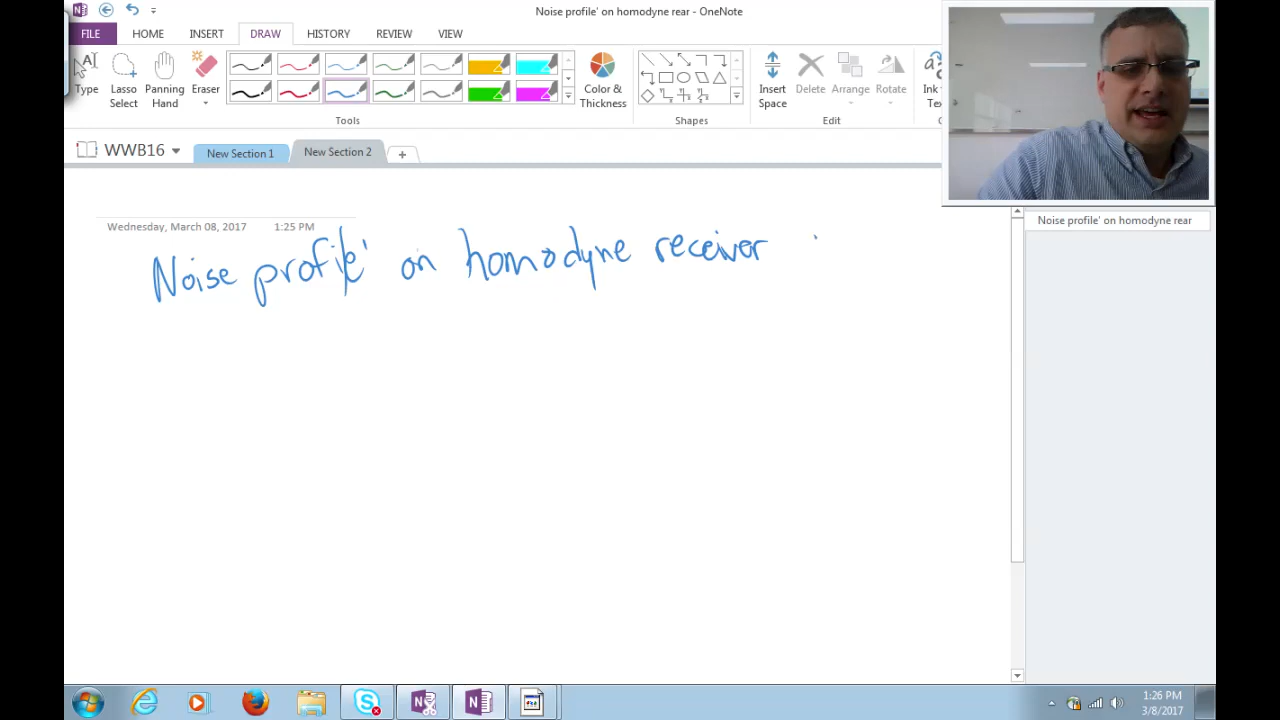 Noise profile' on homodyne rear - OneNote
FILE HOME INSERT DRAW HISTORY REVIEW VIEW
Type
Lasso Select
Panning Hand
Eraser
Color & Thickness
Insert Space
Delete
Arrange
Rotate
Ink to
Tools
Shapes
Edit
WWB16
New Section 1
New Section 2
Noise profile' on homodyne rear
Wednesday, March 08, 2017 1:25 PM
Noise profile' on homodyne receiver
1:26 PM
3/8/2017